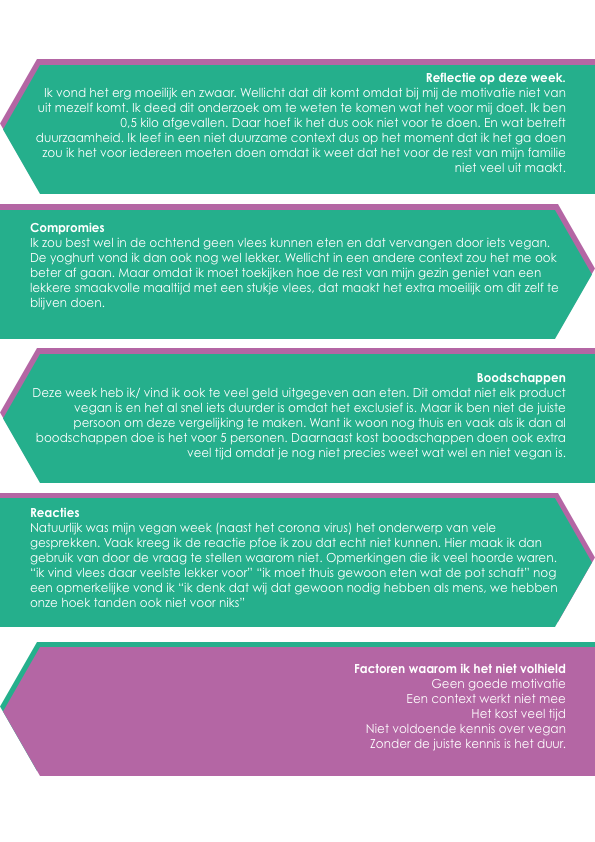 Reflectie op deze week.
Ik vond het erg moeilijk en zwaar. Wellicht dat dit komt omdat bij mij de motivatie niet van
uit mezelf komt. Ik deed dit onderzoek om te weten te komen wat het voor mij doet. Ik ben
0,5 kilo afgevallen. Daar hoef ik het dus ook niet voor te doen. En wat betreft
duurzaamheid. Ik leef in een niet duurzame context dus op het moment dat ik het ga doen
zou ik het voor iedereen moeten doen omdat ik weet dat het voor de rest van mijn familie
niet veel uit maakt.
Compromies
Ik zou best wel in de ochtend geen vlees kunnen eten en dat vervangen door iets vegan.
De yoghurt vond ik dan ook nog wel lekker. Wellicht in een andere context zou het me ook
beter af gaan. Maar omdat ik moet toekijken hoe de rest van mijn gezin geniet van een
lekkere smaakvolle maaltijd met een stukje vlees, dat maakt het extra moeilijk om dit zelf te
blijven doen.
Boodschappen
Deze week heb ik/ vind ik ook te veel geld uitgegeven aan eten. Dit omdat niet elk product
vegan is en het al snel iets duurder is omdat het exclusief is. Maar ik ben niet de juiste
persoon om deze vergelijking te maken. Want ik woon nog thuis en vaak als ik dan al
boodschappen doe is het voor 5 personen. Daarnaast kost boodschappen doen ook extra
veel tijd omdat je nog niet precies weet wat wel en niet vegan is.
Reacties
Natuurlijk was mijn vegan week (naast het corona virus) het onderwerp van vele
gesprekken. Vaak kreeg ik de reactie pfoe ik zou dat echt niet kunnen. Hier maak ik dan
gebruik van door de vraag te stellen waarom niet. Opmerkingen die ik veel hoorde waren.
“ik vind vlees daar veelste lekker voor” “ik moet thuis gewoon eten wat de pot schaft” nog
een opmerkelijke vond ik “ik denk dat wij dat gewoon nodig hebben als mens, we hebben
onze hoek tanden ook niet voor niks”
Factoren waarom ik het niet volhield
Geen goede motivatie
Een context werkt niet mee
Het kost veel tijd
Niet voldoende kennis over vegan
Zonder de juiste kennis is het duur.